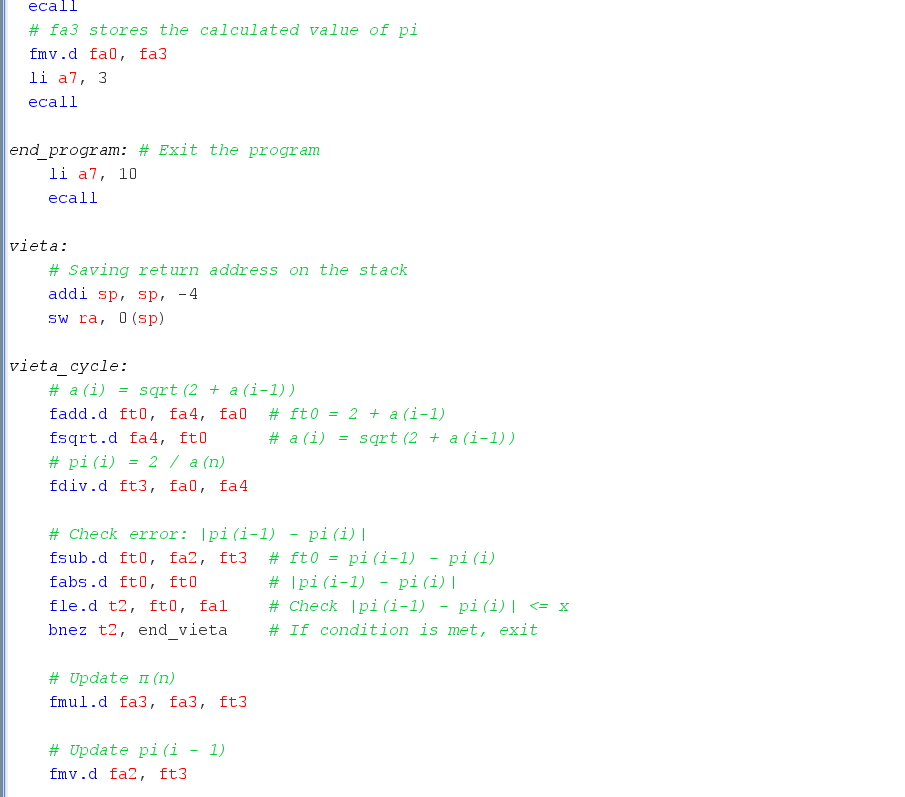 ecall
# fa3 stores the calculated value of pi
fmv.d fa0, fa3
li a7, 3
ecall
end_program: # Exit the program
li a7, 10
ecall
vieta:
# Saving return address on the stack
addi sp, sp, -4
sw ra, 0(sp)
vieta_cycle:
# a(i) = sqrt(2 + a(i-1))
fadd.d ft0, fa4, fa0 # ft0 = 2 + a(i-1)
fsqrt.d fa4, ft0 # a(i) = sqrt(2 + a(i-1))
# pi(i) = 2 / a(n)
fdiv.d ft3, fa0, fa4
# Check error: |pi(i-1) - pi(i)|
fsub.d ft0, fa2, ft3 # ft0 = pi(i-1) - pi(i)
fabs.d ft0, ft0 # |pi(i-1) - pi(i)|
fle.d t2, ft0, fa1 # Check |pi(i-1) - pi(i)| <= x
bnez t2, end_vieta # If condition is met, exit
# Update π(n)
fmul.d fa3, fa3, ft3
# Update pi(i - 1)
fmv.d fa2, ft3